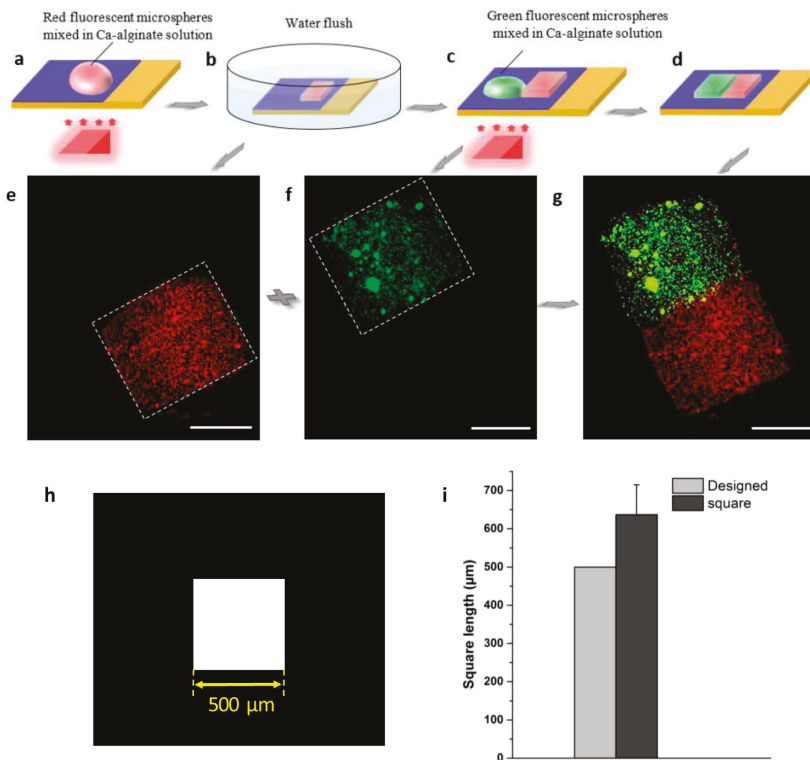 Red fluorescent microspheres
mixed in Ca-alginate solution
Water flush
Green fluorescent microspheres
mixed in Ca-alginate solution
a
b
c
d
e
f
g
h
500 µm
i
Designed
square
Square length (µm)
700
600
500
400
300
200
100
0